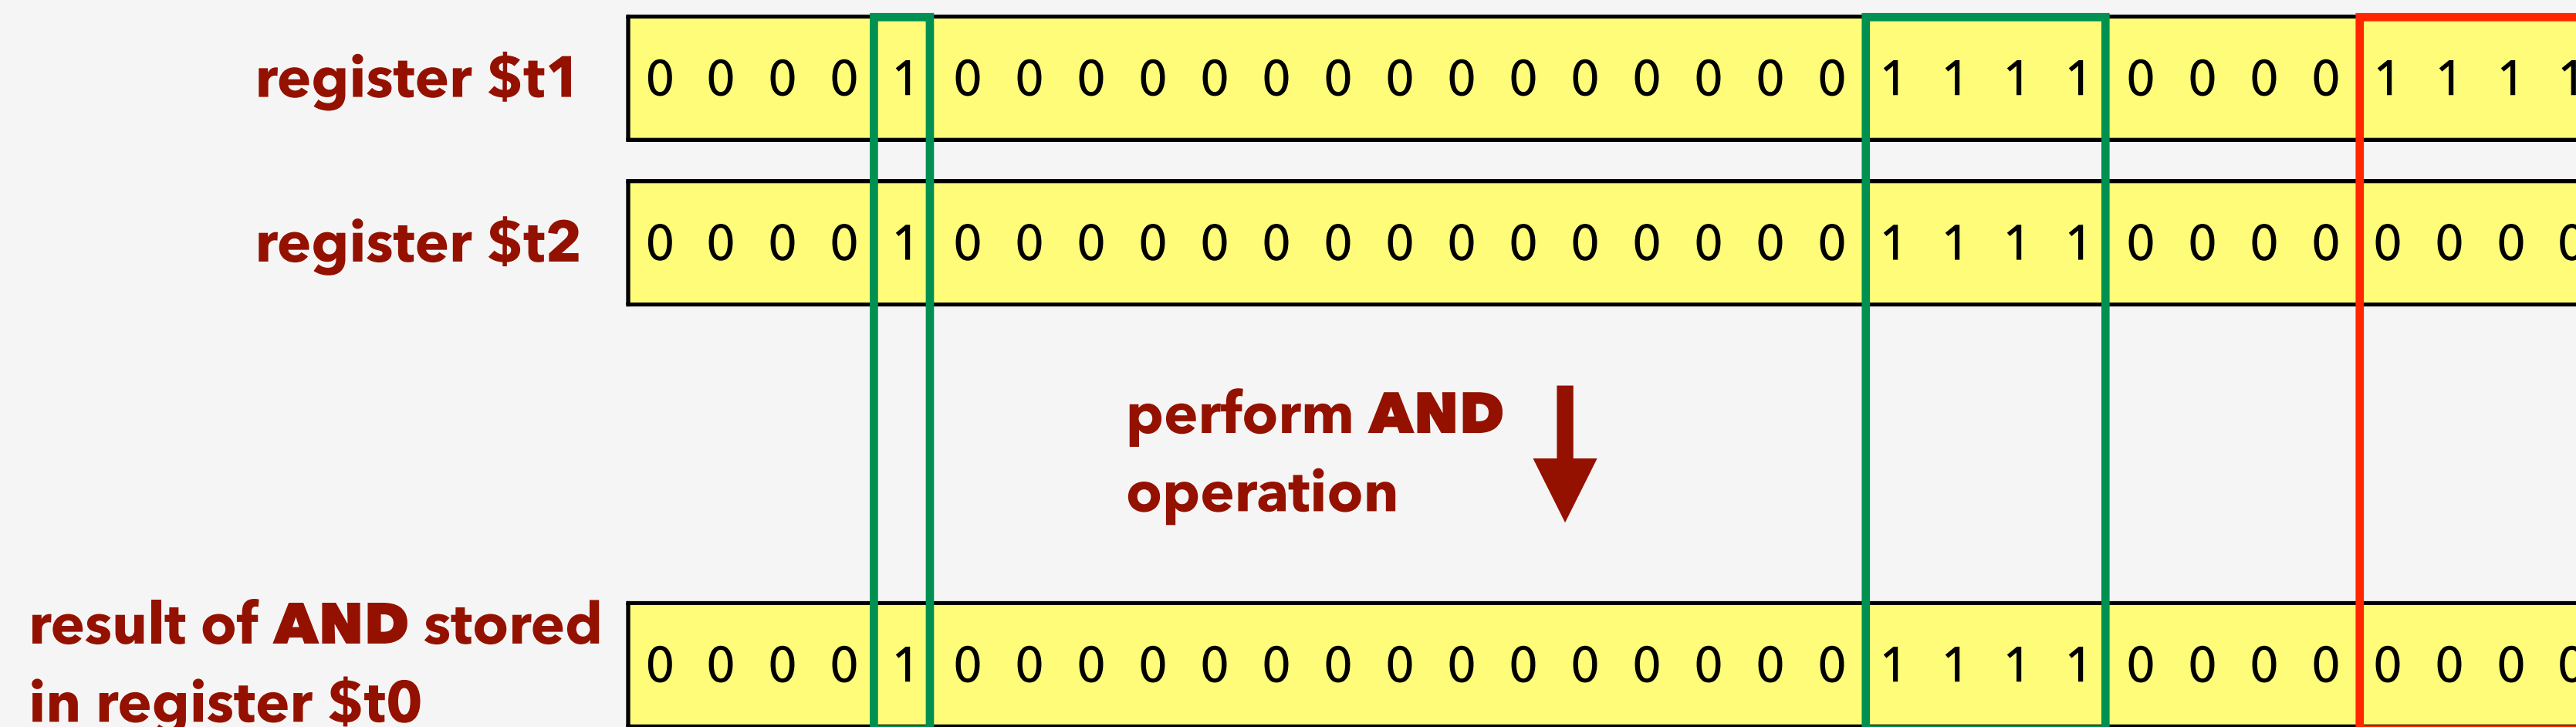 register $t1 0 0 0 0 1 0 0 0 0 0 0 0 0 0 0 0 0 0 0 0 1 1 1 1 0 0 0 0 1 1 1 1
register $t2 0 0 0 0 1 0 0 0 0 0 0 0 0 0 0 0 0 0 0 0 1 1 1 1 0 0 0 0 0 0 0 0
perform AND
operation
result of AND stored
in register $t0
0 0 0 0 1 0 0 0 0 0 0 0 0 0 0 0 0 0 0 0 1 1 1 1 0 0 0 0 0 0 0 0